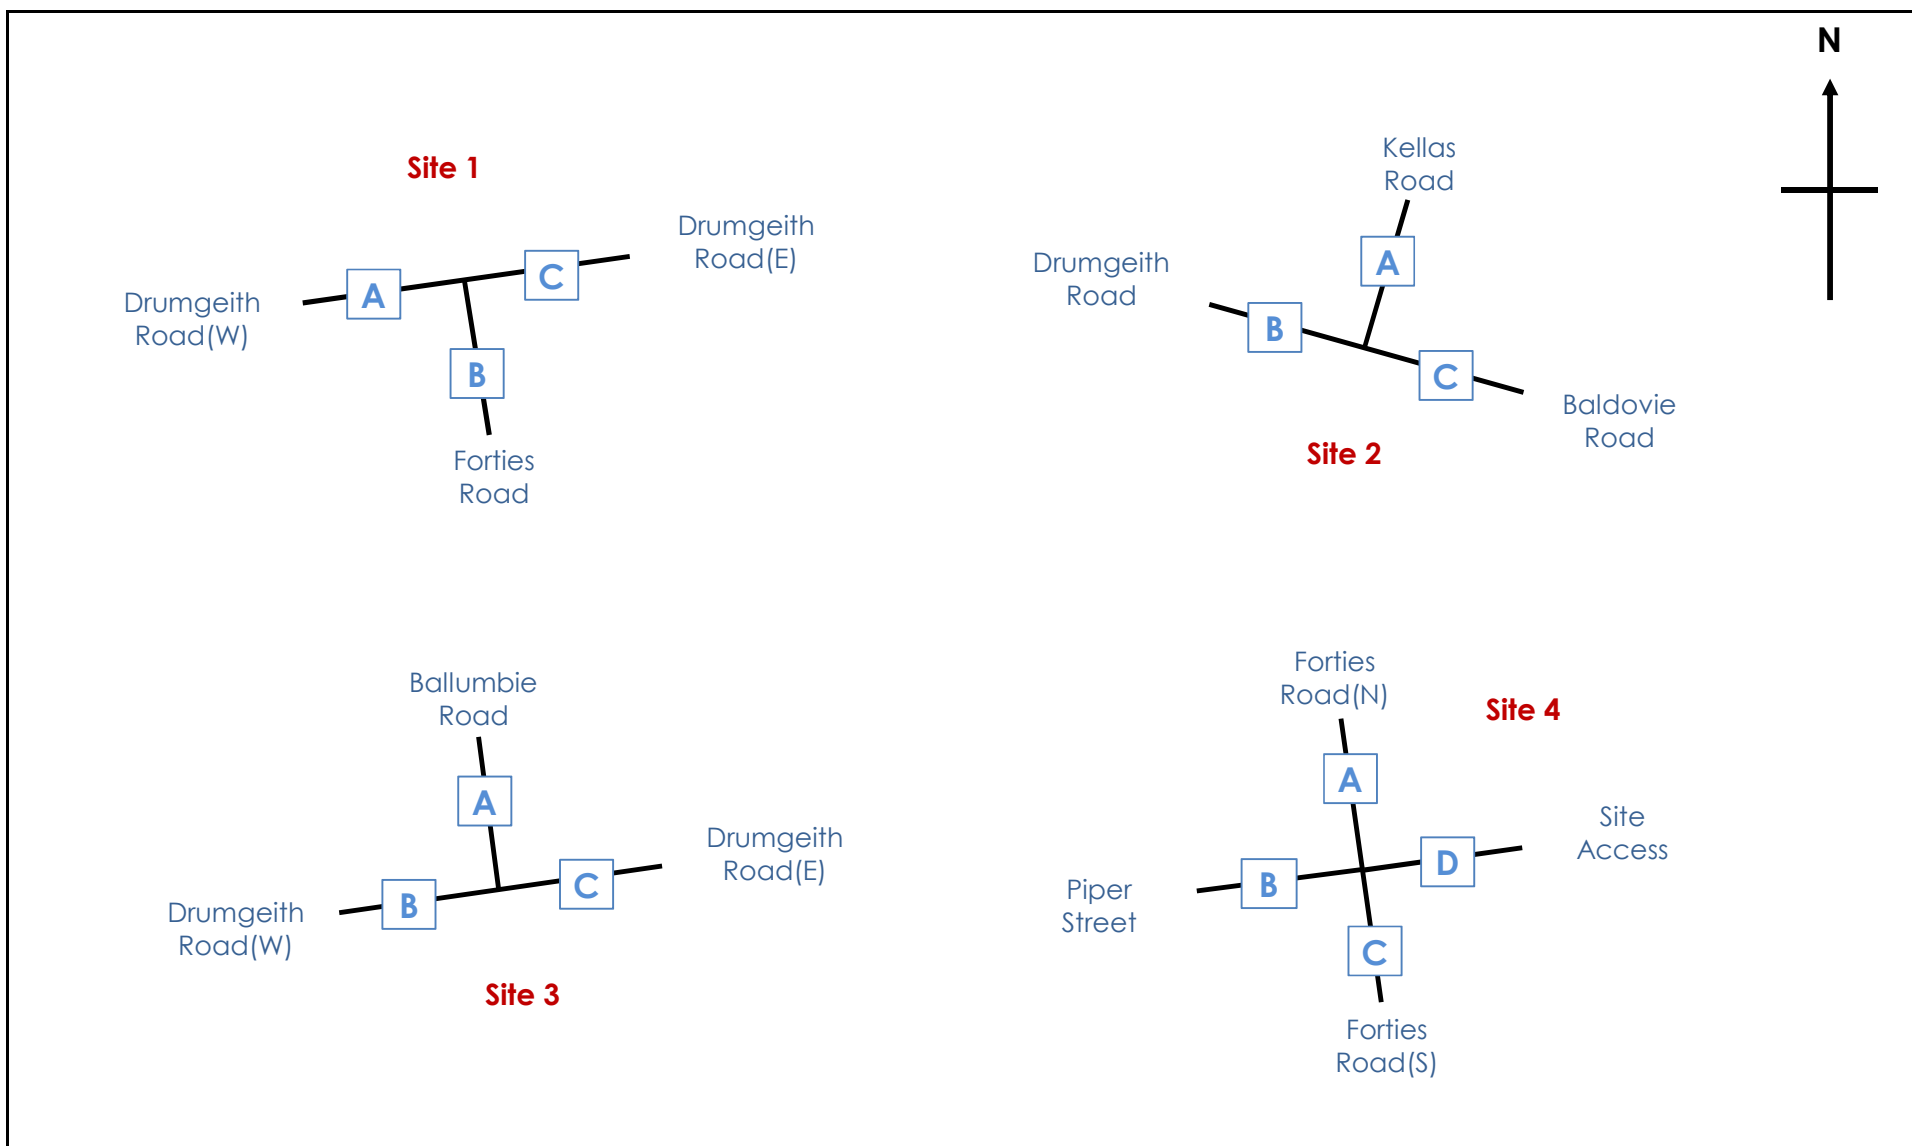 N
Site 1
Drumgeith
Road(E)
C
A
Drumgeith
Road(W)
B
Forties
Road
Kellas
Road
A
Drumgeith
Road
B
C
Baldovie
Road
Site 2
Ballumbie
Road
A
Drumgeith
Road(E)
C
B
Drumgeith
Road(W)
Site 3
Forties
Road(N)
Site 4
A
Site
Access
D
B
Piper
Street
C
Forties
Road(S)